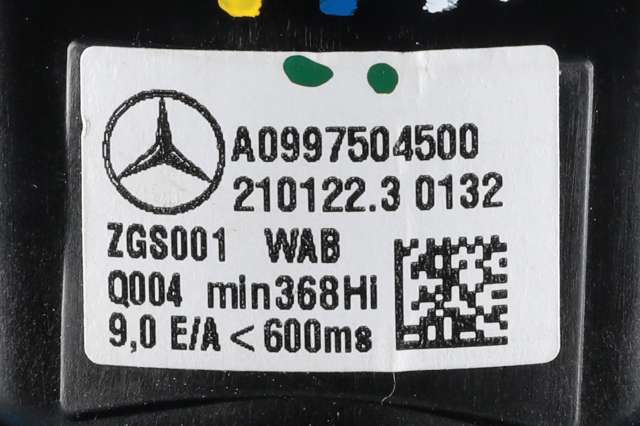 A0997504500
210122.3 0132
ZGS001 WAB
Q004 min368Hi
9,0 E/A < 600ms